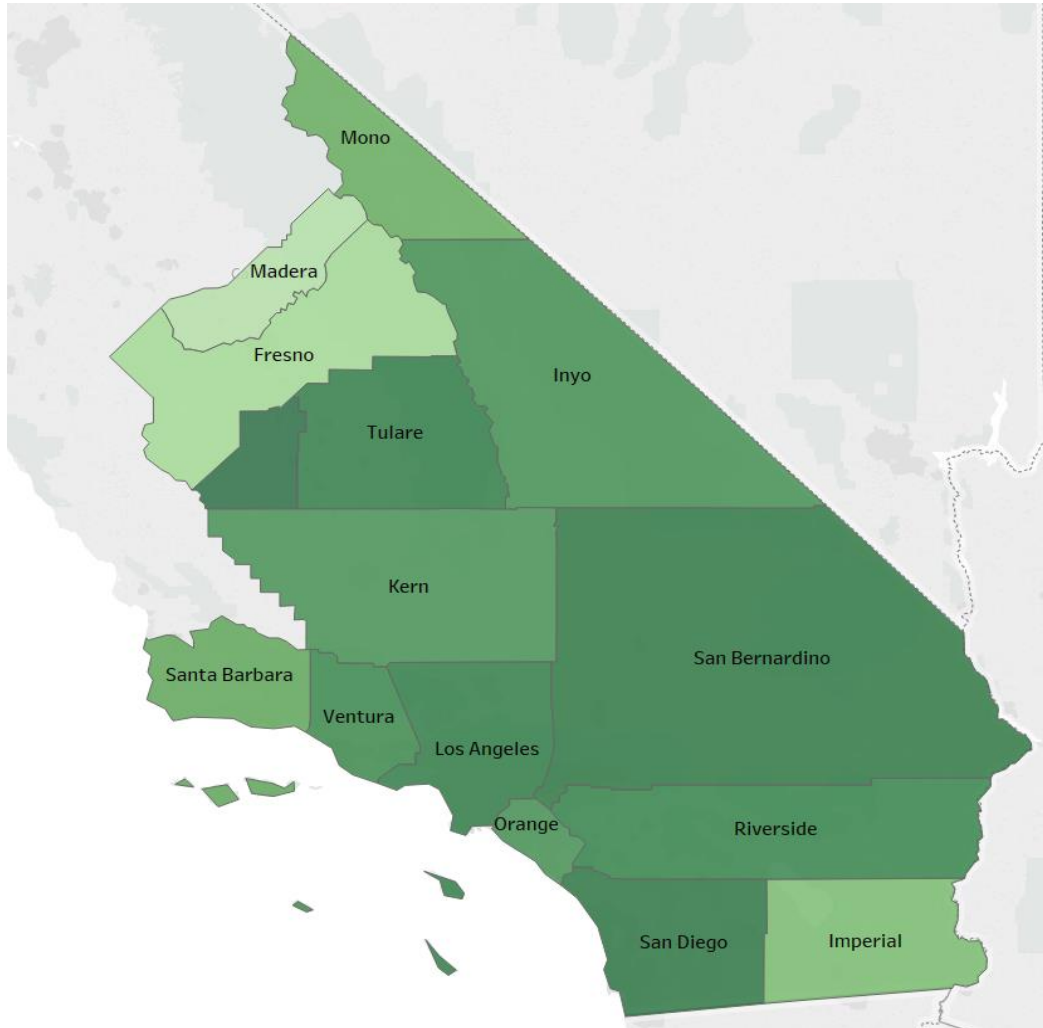 Mono
Madera
Fresno
Inyo
Tulare
Kern
San Bernardino
Santa Barbara
Ventura
Los Angeles
Orange
Riverside
San Diego
Imperial